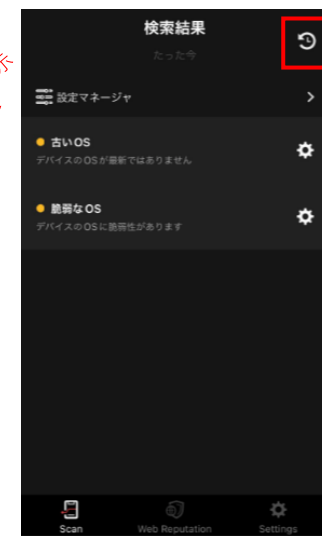 検索結果
たった今
設定マネージャ
古いOS
デバイスのOSが最新ではありません
脆弱なOS
デバイスのOSに脆弱性があります
Scan
Web Reputation
Settings